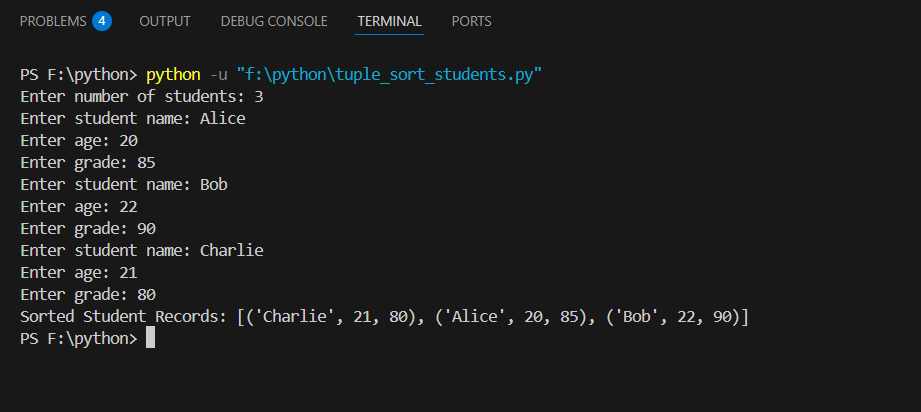 PROBLEMS 4 OUTPUT DEBUG CONSOLE TERMINAL PORTS
PS F:\python> python -u "f:\python\tuple_sort_students.py"
Enter number of students: 3
Enter student name: Alice
Enter age: 20
Enter grade: 85
Enter student name: Bob
Enter age: 22
Enter grade: 90
Enter student name: Charlie
Enter age: 21
Enter grade: 80
Sorted Student Records: [('Charlie', 21, 80), ('Alice', 20, 85), ('Bob', 22, 90)]
PS F:\python>